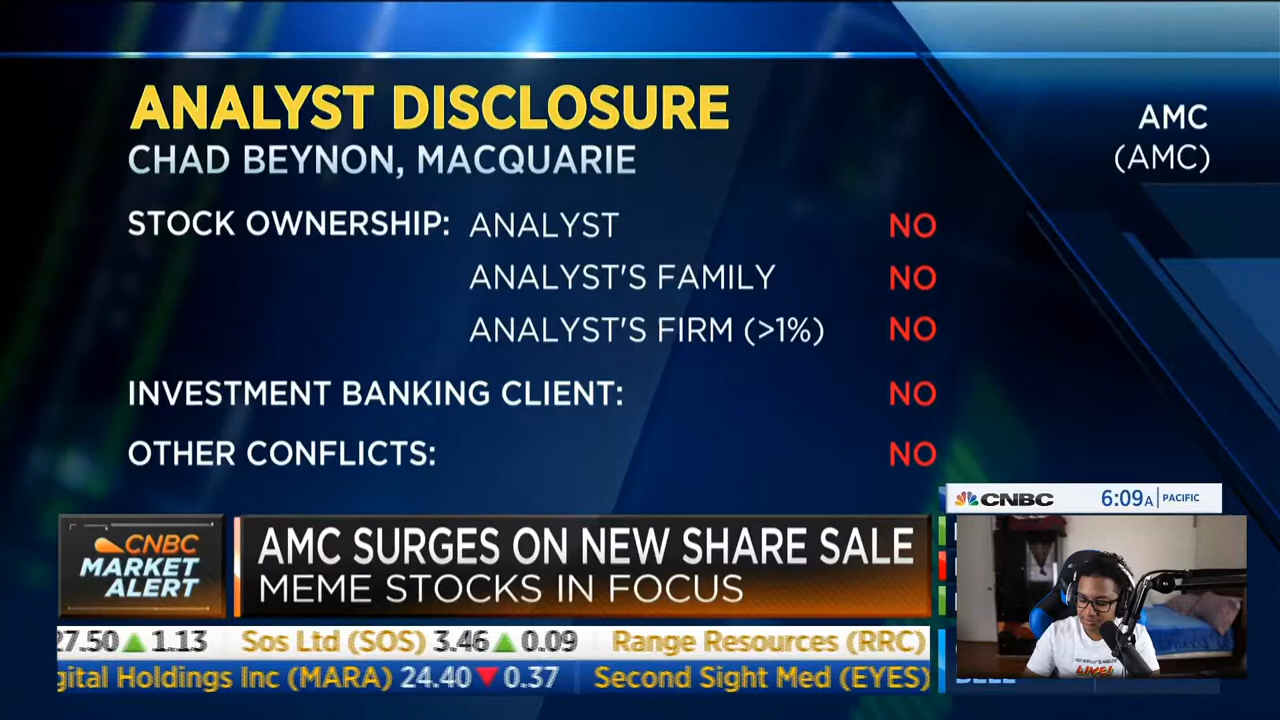 ANALYST DISCLOSURE
CHAD BEYNON, MACQUARIE
AMC
(AMC)
STOCK OWNERSHIP: ANALYST NO
ANALYST'S FAMILY NO
ANALYST'S FIRM (>1%) NO
INVESTMENT BANKING CLIENT: NO
OTHER CONFLICTS: NO
CNBC 6:09A PACIFIC
CNBC
MARKET
ALERT
AMC SURGES ON NEW SHARE SALE
MEME STOCKS IN FOCUS
27.50 ▲ 1.13 Sos Ltd (SOS) 3.46 ▲ 0.09 Range Resources (RRC)
gital Holdings Inc (MARA) 24.40 ▼ 0.37 Second Sight Med (EYES)
LIVE!